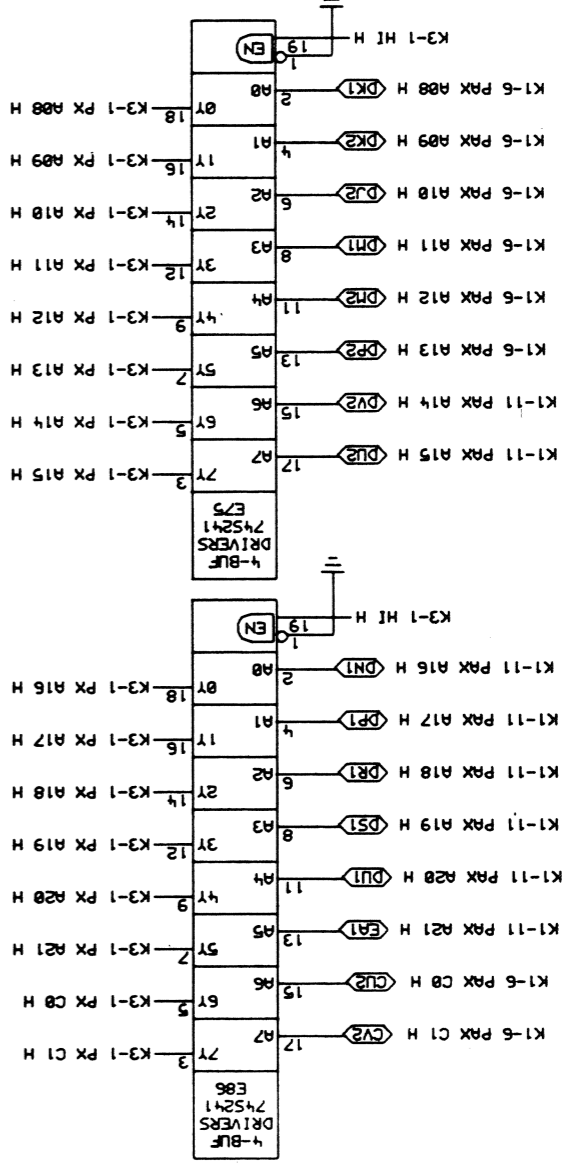 4-BUF
DRIVERS
74S241
E86
K1-6 PAX C1 H CV2 17 A7 7Y 3 K3-1 PX C1 H
K1-6 PAX C0 H CU2 15 A6 6Y 5 K3-1 PX C0 H
K1-11 PAX A21 H EA1 13 A5 5Y 7 K3-1 PX A21 H
K1-11 PAX A20 H DU1 11 A4 4Y 9 K3-1 PX A20 H
K1-11 PAX A19 H DS1 8 A3 3Y 12 K3-1 PX A19 H
K1-11 PAX A18 H DR1 6 A2 2Y 14 K3-1 PX A18 H
K1-11 PAX A17 H DP1 4 A1 1Y 16 K3-1 PX A17 H
K1-11 PAX A16 H DN1 2 A0 0Y 18 K3-1 PX A16 H
1
K3-1 HI H 19 EN
4-BUF
DRIVERS
74S241
E75
K1-11 PAX A15 H DU2 17 A7 7Y 3 K3-1 PX A15 H
K1-11 PAX A14 H DV2 15 A6 6Y 5 K3-1 PX A14 H
K1-6 PAX A13 H DP2 13 A5 5Y 7 K3-1 PX A13 H
K1-6 PAX A12 H DM2 11 A4 4Y 9 K3-1 PX A12 H
K1-6 PAX A11 H DM1 8 A3 3Y 12 K3-1 PX A11 H
K1-6 PAX A10 H DJ2 6 A2 2Y 14 K3-1 PX A10 H
K1-6 PAX A09 H DK2 4 A1 1Y 16 K3-1 PX A09 H
K1-6 PAX A08 H DK1 2 A0 0Y 18 K3-1 PX A08 H
1
K3-1 HI H 19 EN